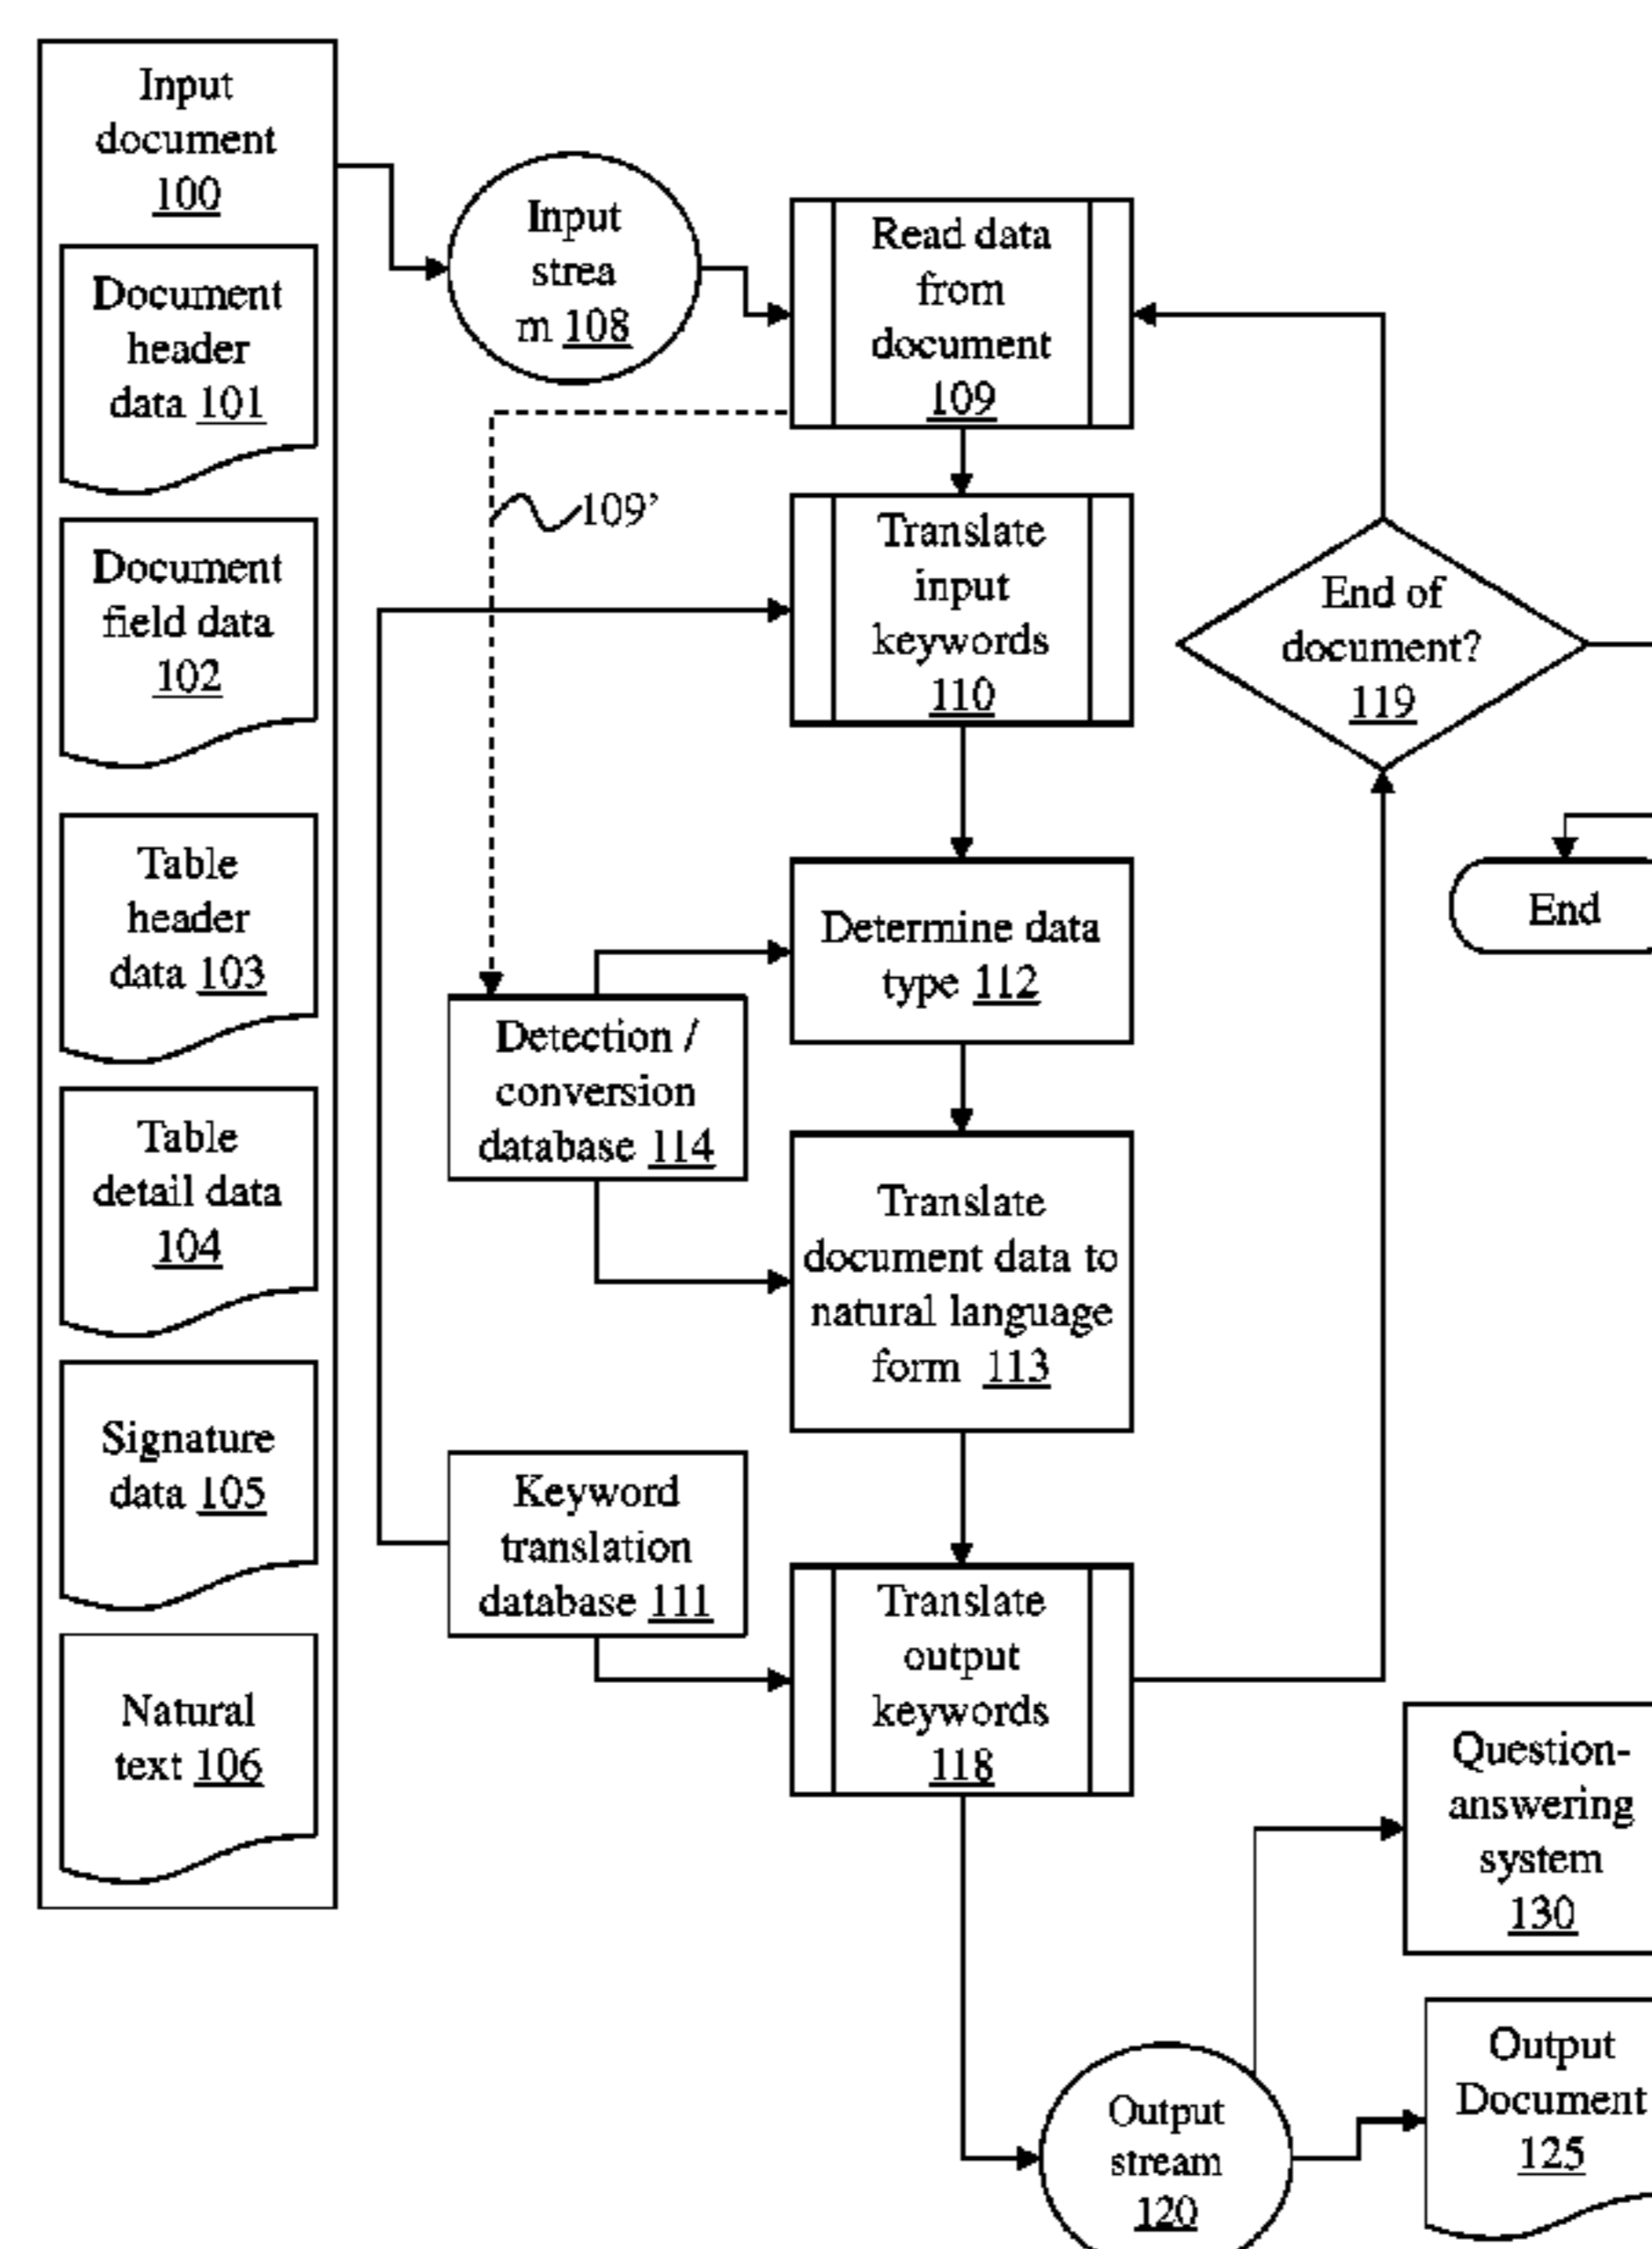 Input
document
100
Document
header
data 101
Document
field data
102
Table
header
data 103
Table
detail data
104
Signature
data 105
Natural
text 106
Input
strea
m 108
Read data
from
document
109
109’
Translate
input
keywords
110
End of
document?
119
End
Determine data
type 112
Detection /
conversion
database 114
Translate
document data to
natural language
form 113
Keyword
translation
database 111
Translate
output
keywords
118
Question-
answering
system
130
Output
stream
120
Output
Document
125